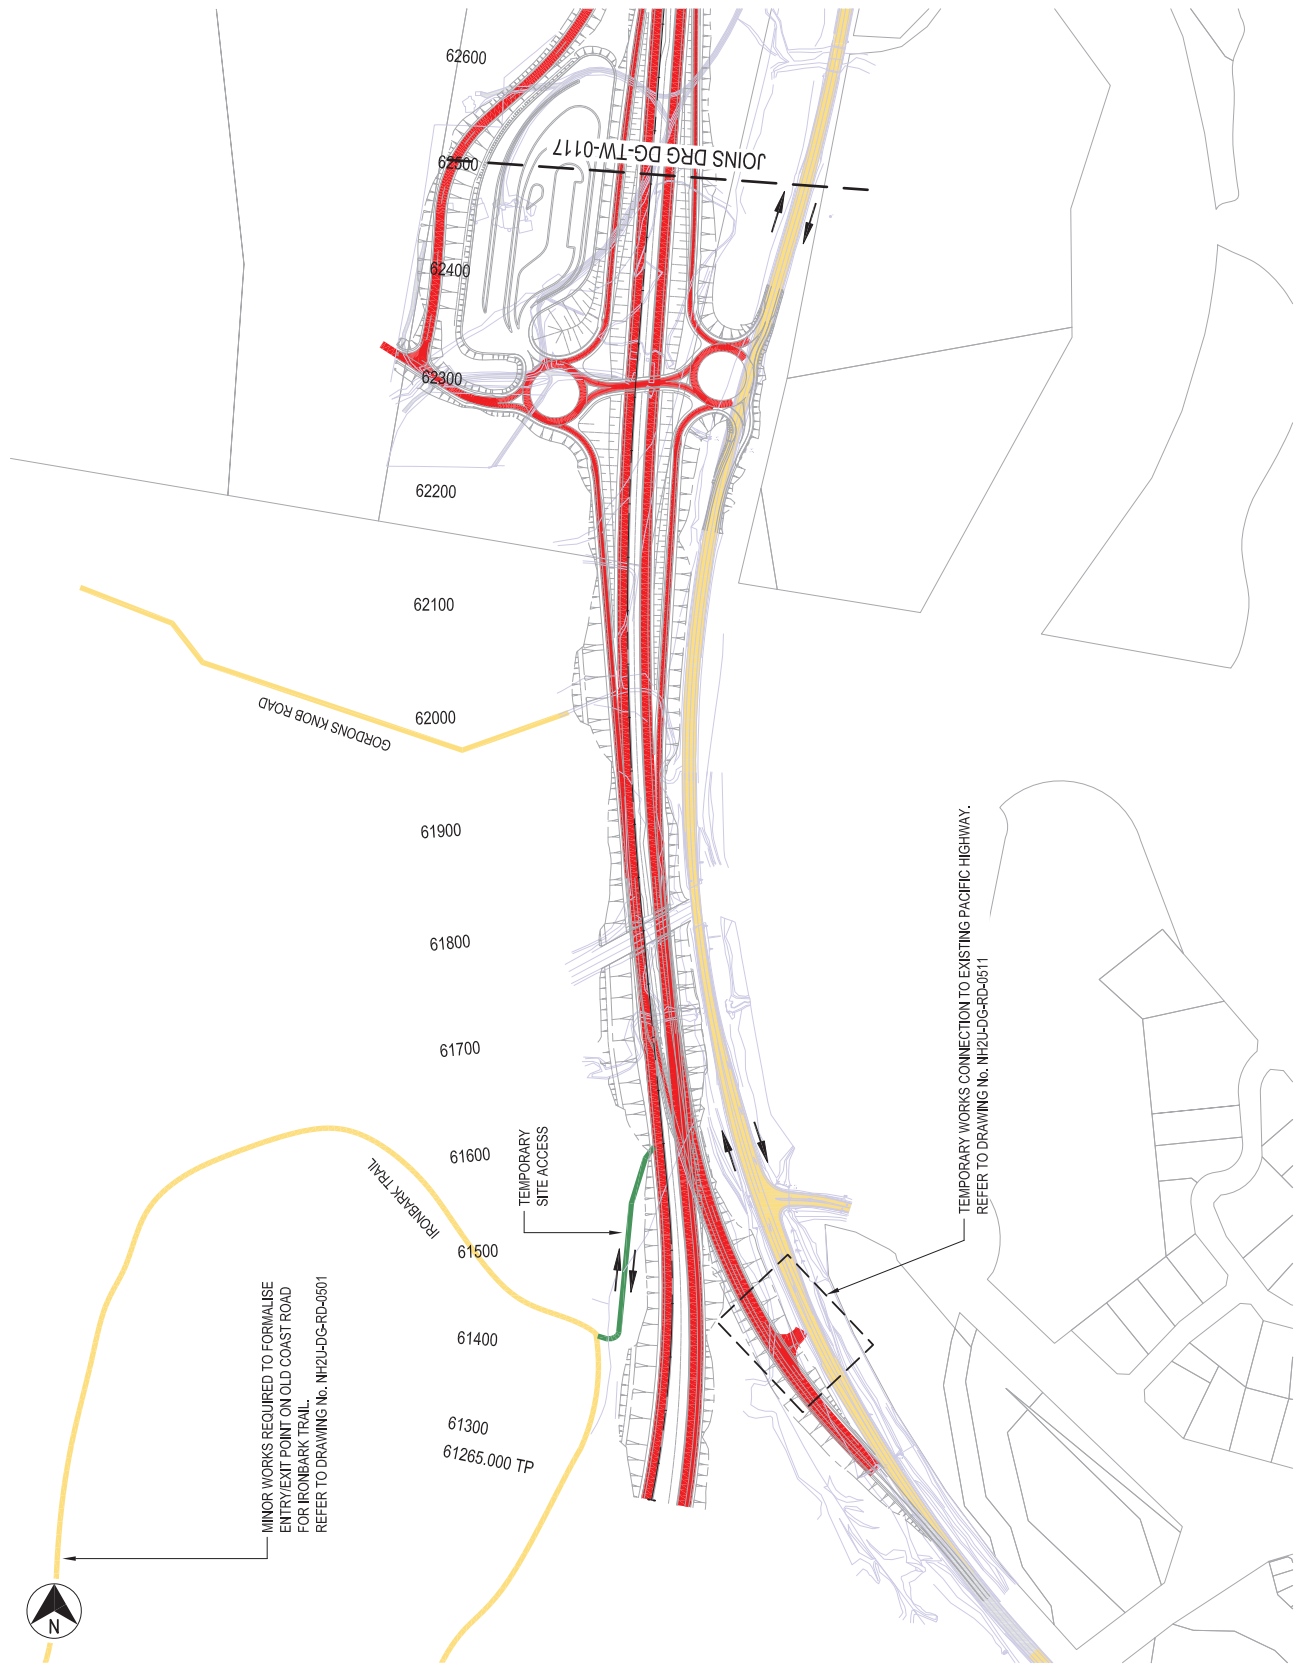 62600
JOINS DRG DG-TW-0117
62500
62400
62300
62200
62100
GORDONS KNOB ROAD
62000
61900
61800
61700
TEMPORARY WORKS CONNECTION TO EXISTING PACIFIC HIGHWAY.
REFER TO DRAWING No. NH2U-DG-RD-0511
61600
TEMPORARY
SITE ACCESS
IRONBARK TRAIL
61500
61400
61300
61265.000 TP
MINOR WORKS REQUIRED TO FORMALISE
ENTRY/EXIT POINT ON OLD COAST ROAD
FOR IRONBARK TRAIL.
REFER TO DRAWING No. NH2U-DG-RD-0501
N